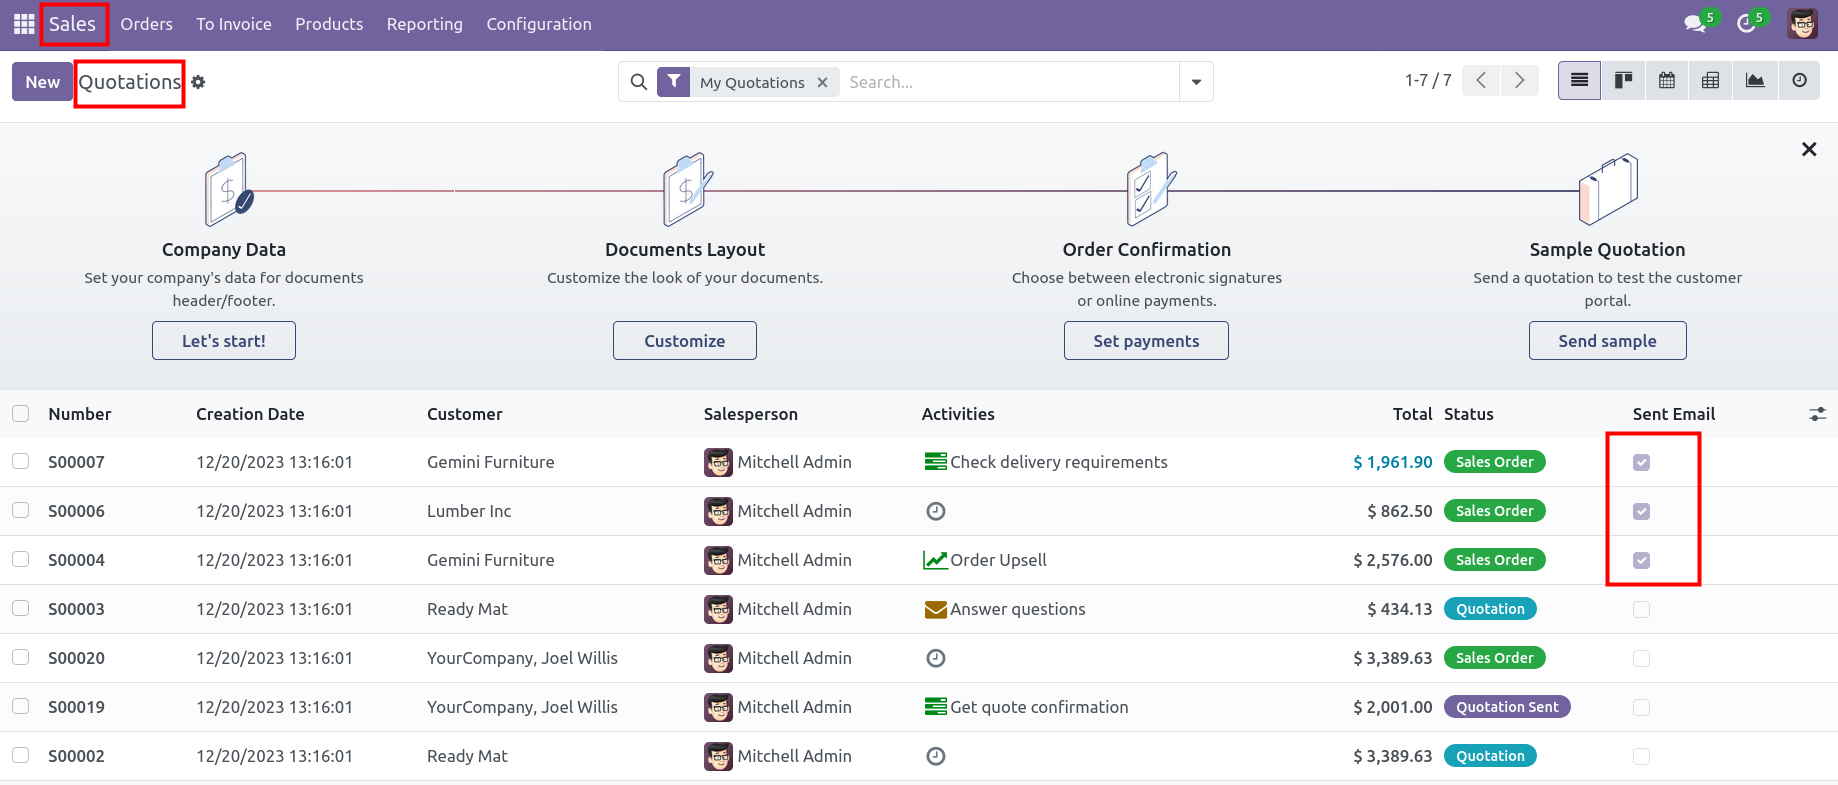 Sales Orders To Invoice Products Reporting Configuration 5 5
New Quotations My Quotations Search... 1-7 / 7
Company Data Documents Layout Order Confirmation Sample Quotation
Set your company's data for documents Customize the look of your documents. Choose between electronic signatures Send a quotation to test the customer
header/footer. or online payments. portal.
Let's start! Customize Set payments Send sample
Number Creation Date Customer Salesperson Activities Total Status Sent Email
S00007 12/20/2023 13:16:01 Gemini Furniture Mitchell Admin Check delivery requirements $ 1,961.90 Sales Order
S00006 12/20/2023 13:16:01 Lumber Inc Mitchell Admin $ 862.50 Sales Order
S00004 12/20/2023 13:16:01 Gemini Furniture Mitchell Admin Order Upsell $ 2,576.00 Sales Order
S00003 12/20/2023 13:16:01 Ready Mat Mitchell Admin Answer questions $ 434.13 Quotation
S00020 12/20/2023 13:16:01 YourCompany, Joel Willis Mitchell Admin $ 3,389.63 Sales Order
S00019 12/20/2023 13:16:01 YourCompany, Joel Willis Mitchell Admin Get quote confirmation $ 2,001.00 Quotation Sent
S00002 12/20/2023 13:16:01 Ready Mat Mitchell Admin $ 3,389.63 Quotation